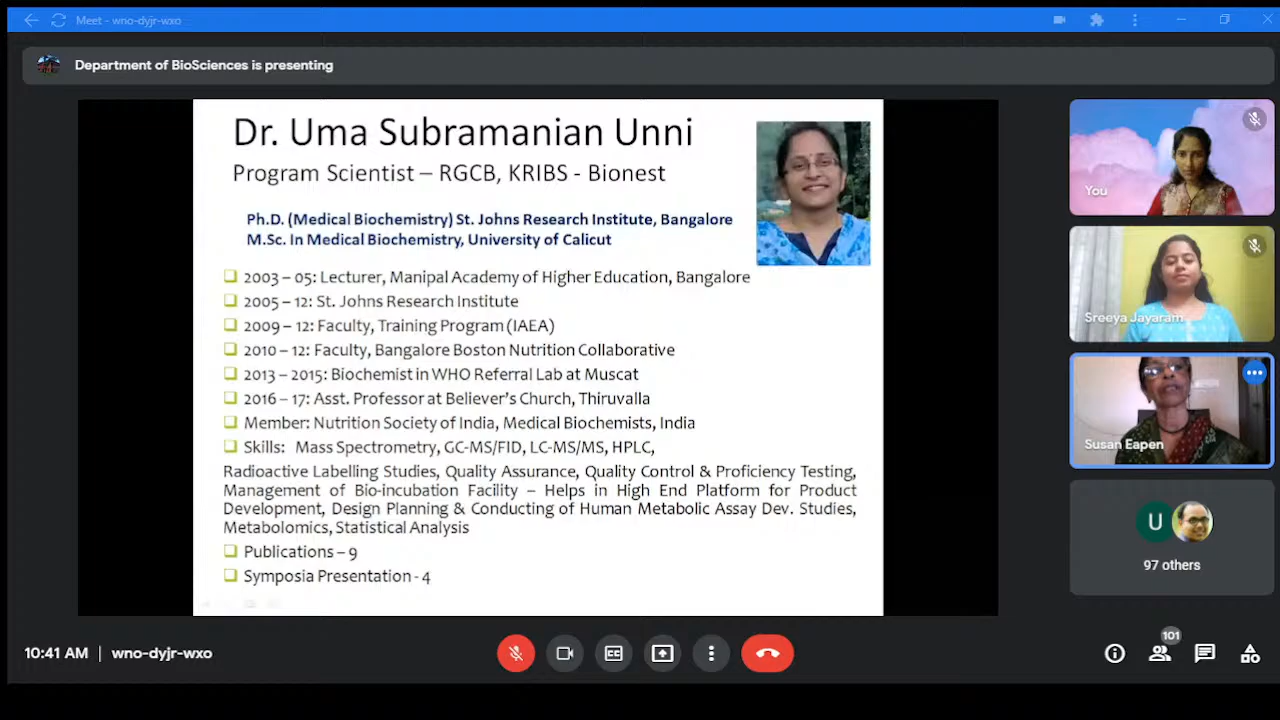 Meet - wno-dyjr-wxo
Department of BioSciences is presenting
Dr. Uma Subramanian Unni
Program Scientist – RGCB, KRIBS - Bionest
Ph.D. (Medical Biochemistry) St. Johns Research Institute, Bangalore
M.Sc. In Medical Biochemistry, University of Calicut
2003 – 05: Lecturer, Manipal Academy of Higher Education, Bangalore
2005 – 12: St. Johns Research Institute
2009 – 12: Faculty, Training Program (IAEA)
2010 – 12: Faculty, Bangalore Boston Nutrition Collaborative
2013 – 2015: Biochemist in WHO Referral Lab at Muscat
2016 – 17: Asst. Professor at Believer's Church, Thiruvalla
Member: Nutrition Society of India, Medical Biochemists, India
Skills: Mass Spectrometry, GC-MS/FID, LC-MS/MS, HPLC,
Radioactive Labelling Studies, Quality Assurance, Quality Control & Proficiency Testing,
Management of Bio-incubation Facility – Helps in High End Platform for Product
Development, Design Planning & Conducting of Human Metabolic Assay Dev. Studies,
Metabolomics, Statistical Analysis
Publications – 9
Symposia Presentation - 4
You
Sreeya Jayaram
Susan Eapen
U
97 others
10:41 AM | wno-dyjr-wxo
101